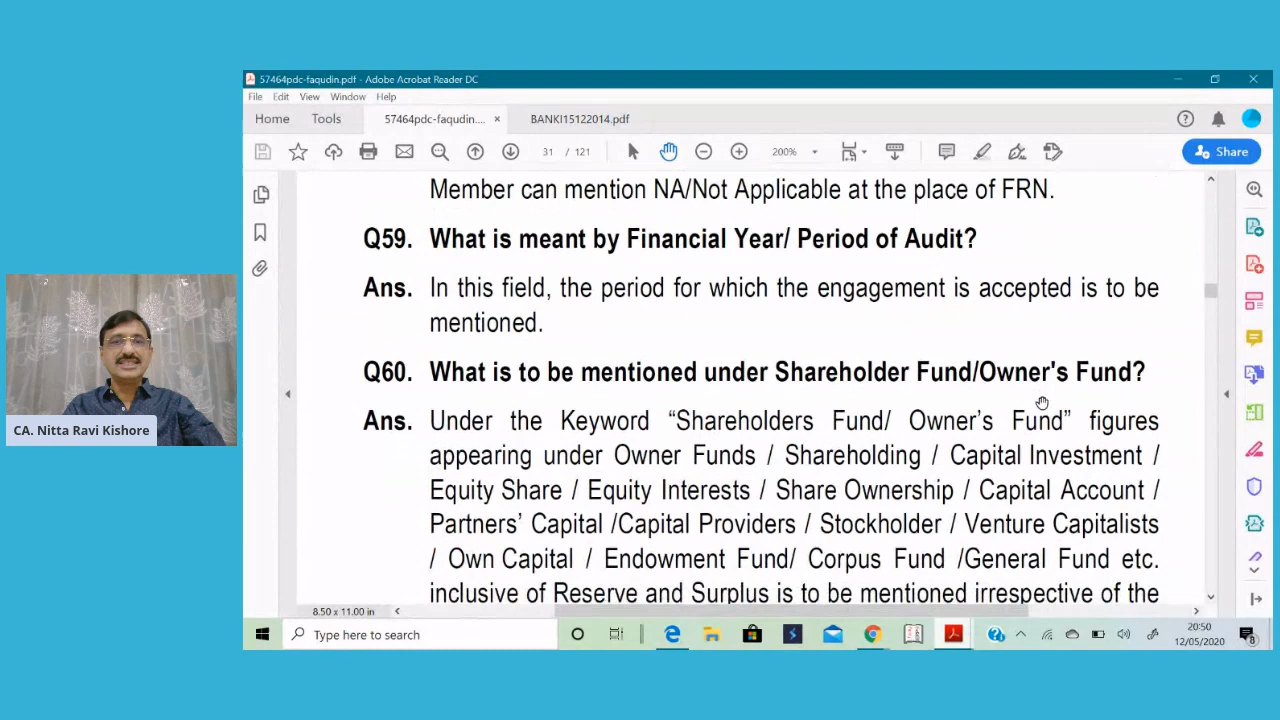 57464pdc-faqudin.pdf - Adobe Acrobat Reader DC
File Edit View Window Help
Home Tools 57464pdc-faqudin.... × BANKI15122014.pdf
31 / 121 200% Share
Member can mention NA/Not Applicable at the place of FRN.
Q59. What is meant by Financial Year/ Period of Audit?
Ans. In this field, the period for which the engagement is accepted is to be
mentioned.
Q60. What is to be mentioned under Shareholder Fund/Owner's Fund?
Ans. Under the Keyword “Shareholders Fund/ Owner’s Fund” figures
appearing under Owner Funds / Shareholding / Capital Investment /
Equity Share / Equity Interests / Share Ownership / Capital Account /
Partners’ Capital /Capital Providers / Stockholder / Venture Capitalists
/ Own Capital / Endowment Fund/ Corpus Fund /General Fund etc.
inclusive of Reserve and Surplus is to be mentioned irrespective of the
CA. Nitta Ravi Kishore
8.50 x 11.00 in
Type here to search
20:50
12/05/2020
8